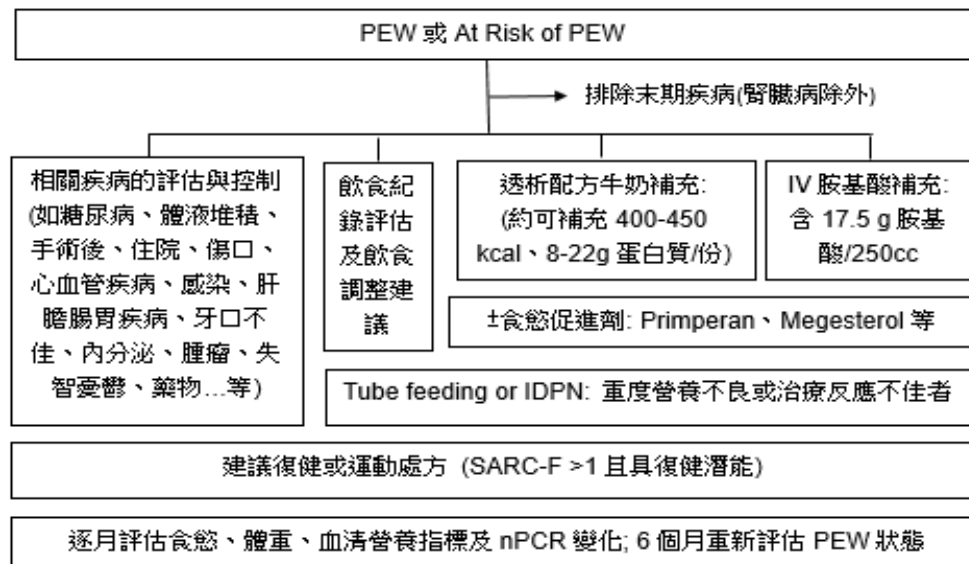 PEW 或 At Risk of PEW
排除末期疾病(腎臟病除外)
相關疾病的評估與控制
(如糖尿病、體液堆積、
手術後、住院、傷口、
心血管疾病、感染、肝
膽腸胃疾病、牙口不
佳、內分泌、腫瘤、失
智憂鬱、藥物...等)
飲食紀
錄評估
及飲食
調整建
議
透析配方牛奶補充:
(約可補充 400-450
kcal、8-22g 蛋白質/份)
IV 胺基酸補充:
含 17.5 g 胺基
酸/250cc
±食慾促進劑: Primperan、Megesterol 等
Tube feeding or IDPN: 重度營養不良或治療反應不佳者
建議復健或運動處方 (SARC-F >1 且具復健潛能)
逐月評估食慾、體重、血清營養指標及 nPCR 變化; 6 個月重新評估 PEW 狀態